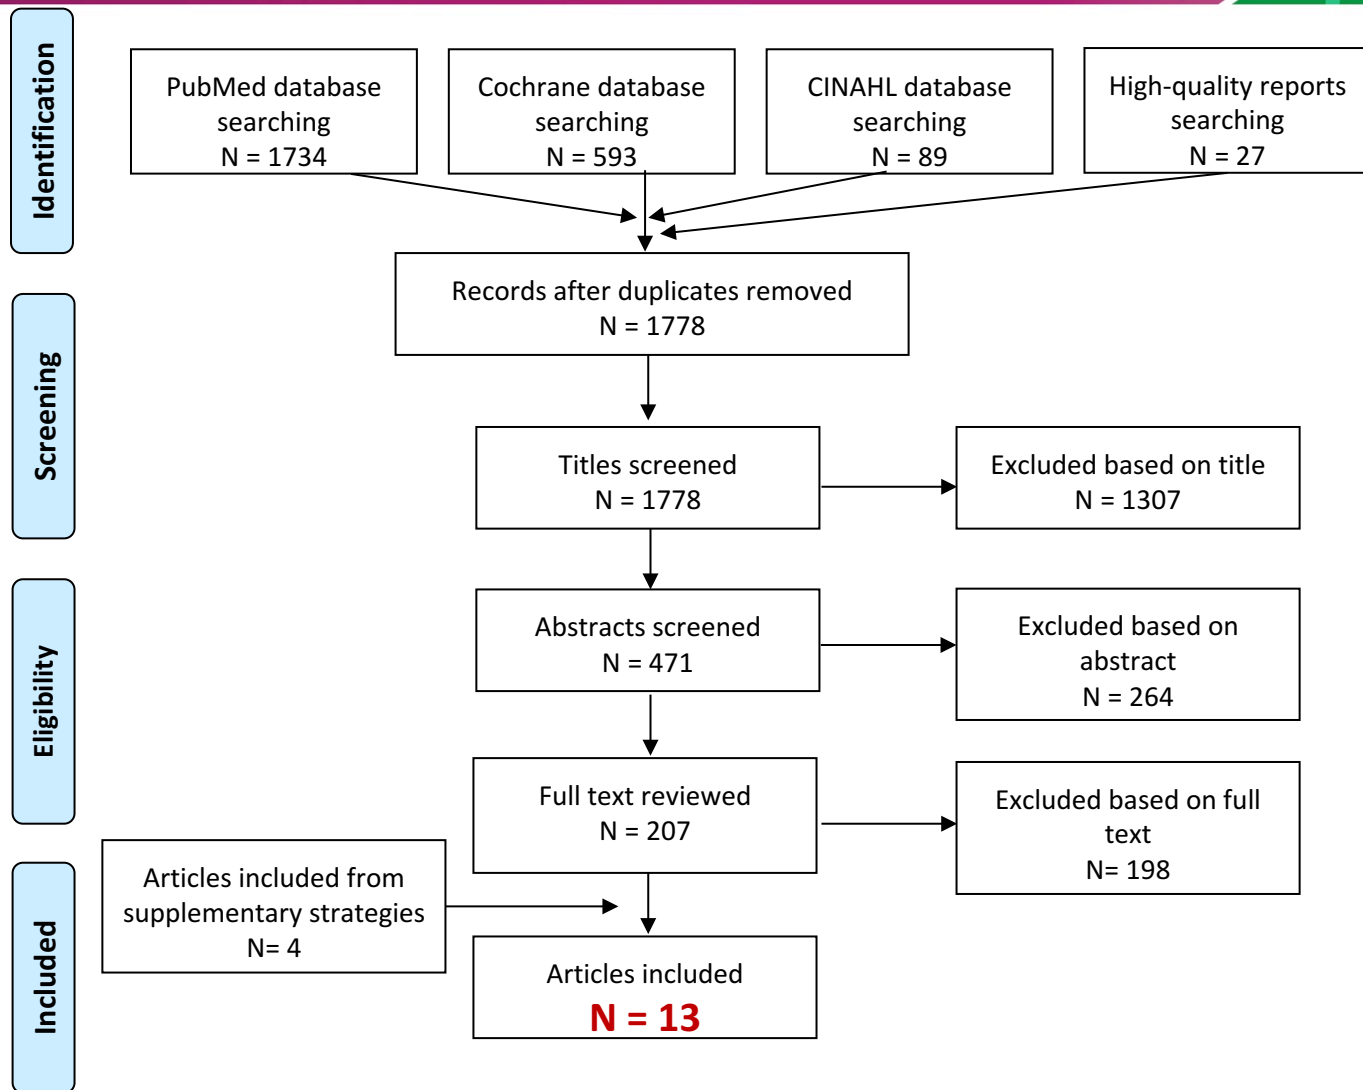 Identification
PubMed database
searching
N = 1734
Cochrane database
searching
N = 593
CINAHL database
searching
N = 89
High-quality reports
searching
N = 27
Records after duplicates removed
N = 1778
Screening
Titles screened
N = 1778
Excluded based on title
N = 1307
Eligibility
Abstracts screened
N = 471
Excluded based on
abstract
N = 264
Full text reviewed
N = 207
Excluded based on full
text
N= 198
Included
Articles included from
supplementary strategies
N= 4
Articles included
N = 13